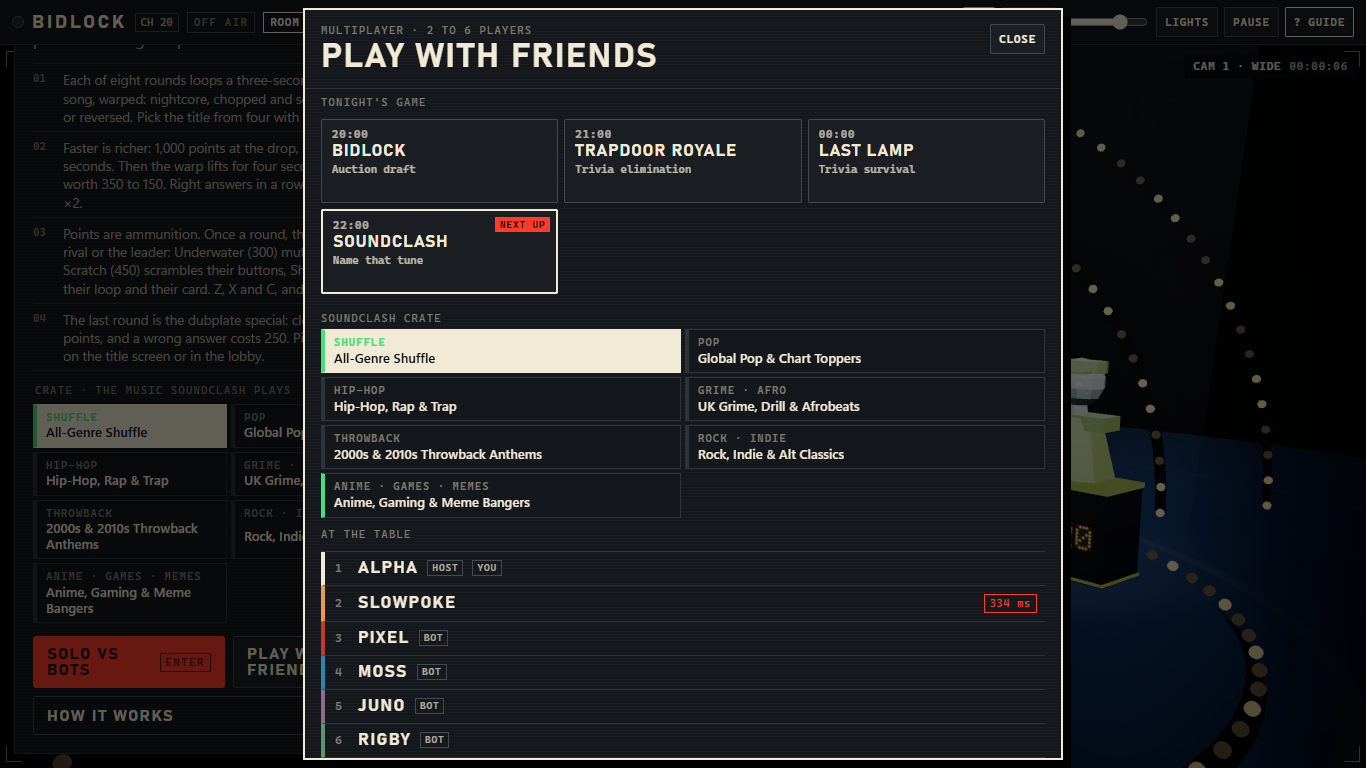 BIDLOCK CH 20 OFF AIR ROOM
LIGHTS PAUSE ? GUIDE
CAM 1 · WIDE 00:00:06
MULTIPLAYER · 2 TO 6 PLAYERS
PLAY WITH FRIENDS
CLOSE
TONIGHT'S GAME
20:00
BIDLOCK
Auction draft
21:00
TRAPDOOR ROYALE
Trivia elimination
00:00
LAST LAMP
Trivia survival
22:00
NEXT UP
SOUNDCLASH
Name that tune
SOUNDCLASH CRATE
SHUFFLE
All-Genre Shuffle
POP
Global Pop & Chart Toppers
HIP-HOP
Hip-Hop, Rap & Trap
GRIME · AFRO
UK Grime, Drill & Afrobeats
THROWBACK
2000s & 2010s Throwback Anthems
ROCK · INDIE
Rock, Indie & Alt Classics
ANIME · GAMES · MEMES
Anime, Gaming & Meme Bangers
AT THE TABLE
1 ALPHA HOST YOU
2 SLOWPOKE 334 ms
3 PIXEL BOT
4 MOSS BOT
5 JUNO BOT
6 RIGBY BOT
01 Each of eight rounds loops a three-secon
song, warped: nightcore, chopped and s
or reversed. Pick the title from four with
02 Faster is richer: 1,000 points at the drop,
seconds. Then the warp lifts for four seco
worth 350 to 150. Right answers in a row
×2.
03 Points are ammunition. Once a round, th
rival or the leader: Underwater (300) muf
Scratch (450) scrambles their buttons, Sh
their loop and their card. Z, X and C, and
04 The last round is the dubplate special: cl
points, and a wrong answer costs 250. Pi
on the title screen or in the lobby.
CRATE · THE MUSIC SOUNDCLASH PLAYS
SHUFFLE
All-Genre Shuffle
POP
Global Pop
HIP-HOP
Hip-Hop, Rap & Trap
GRIME ·
UK Grime,
THROWBACK
2000s & 2010s Throwback
Anthems
ROCK · I
Rock, Indie
ANIME · GAMES · MEMES
Anime, Gaming & Meme
Bangers
SOLO VS
BOTS
ENTER
PLAY W
FRIEN
HOW IT WORKS